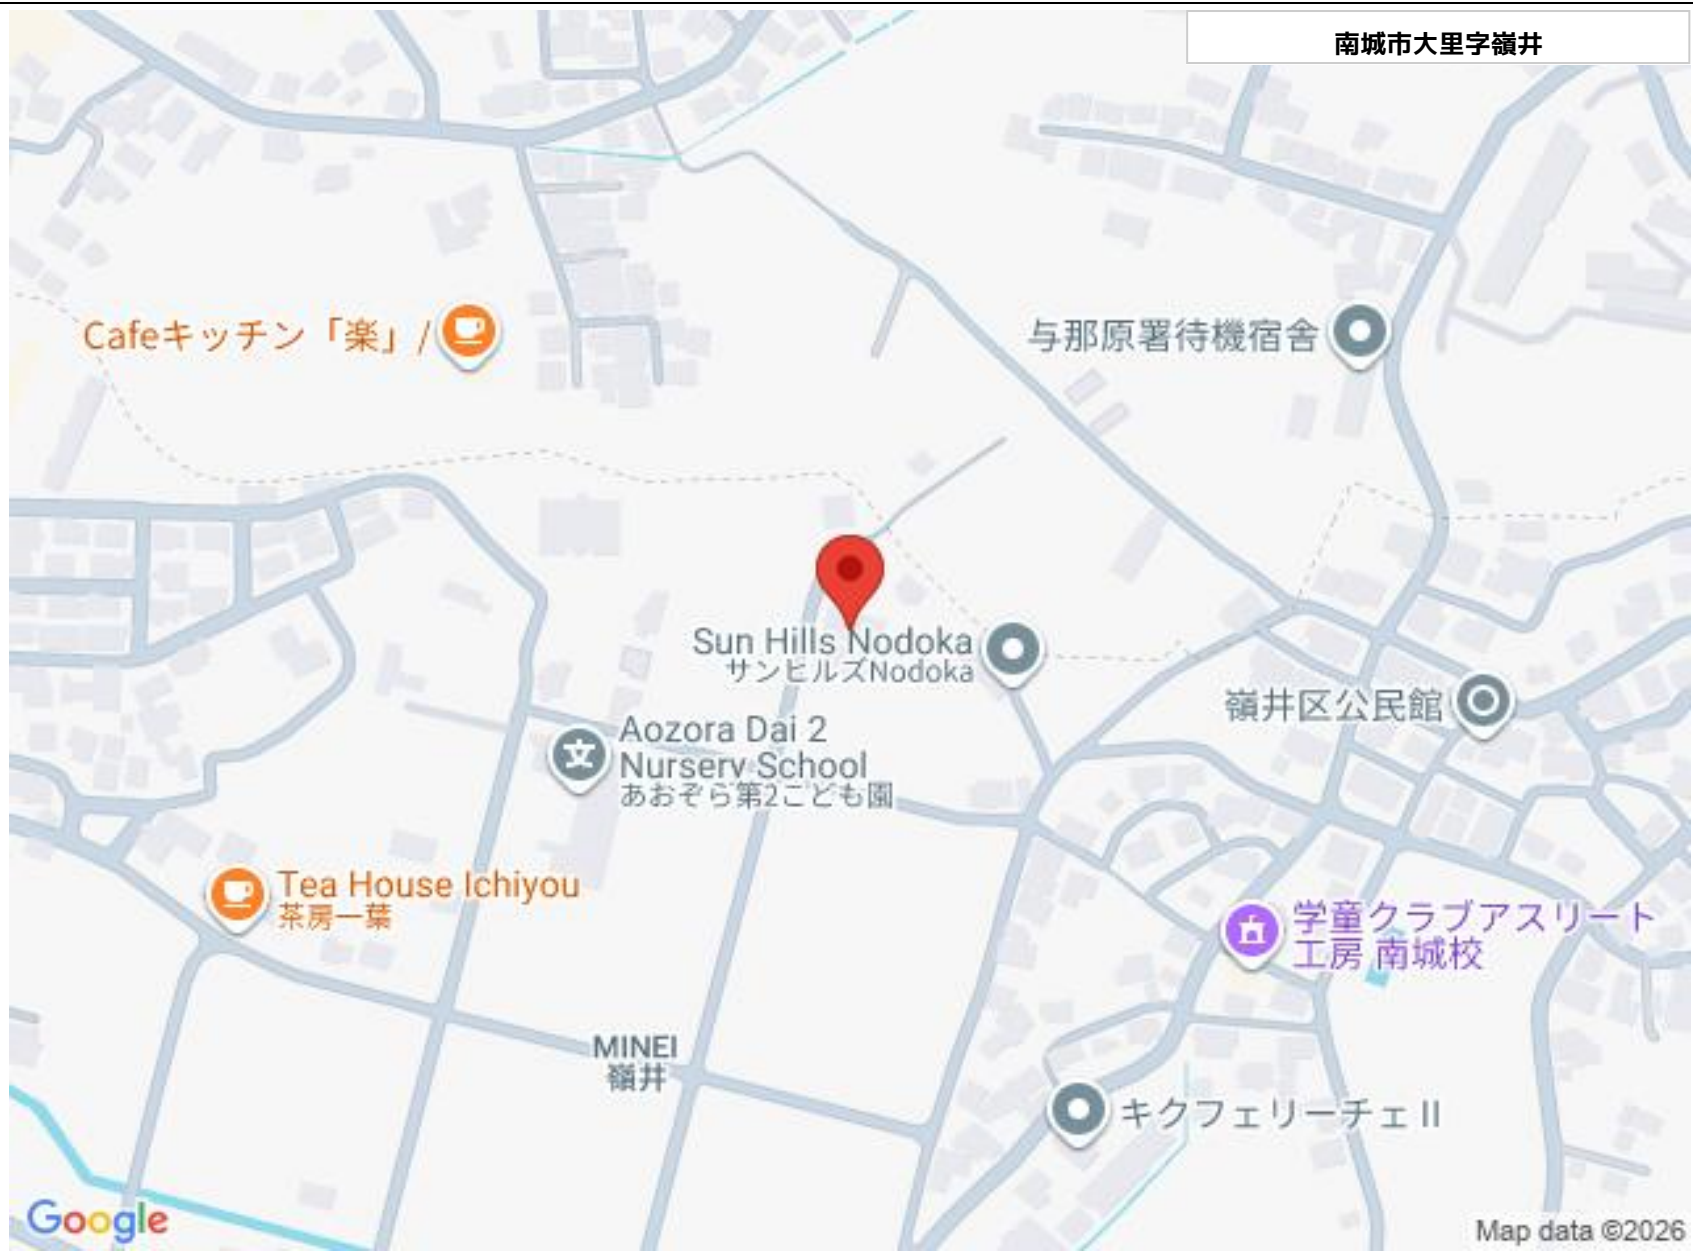 南城市大里字嶺井
Cafeキッチン「楽」/
与那原署待機宿舎
Sun Hills Nodoka
サンヒルズNodoka
嶺井区公民館
Aozora Dai 2
Nursery School
あおぞら第2こども園
Tea House Ichiyou
茶房一葉
学童クラブアスリート
工房 南城校
MINEI
嶺井
キクフェリーチェⅡ
Google
Map data ©2026